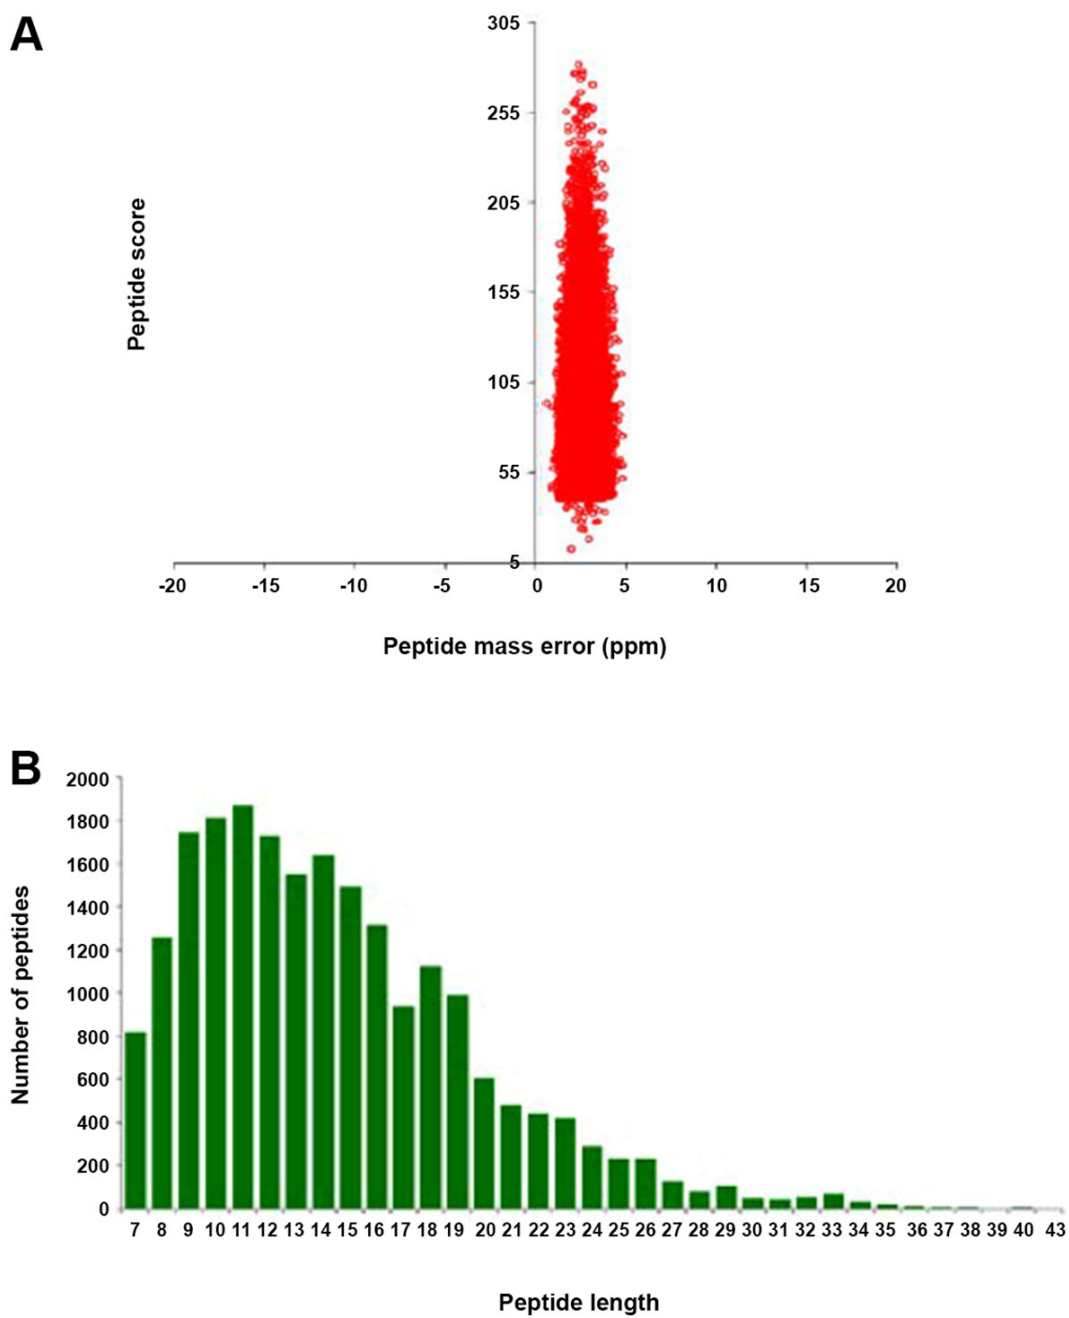 A
305
255
205
155
105
55
5
Peptide score
-20 -15 -10 -5 0 5 10 15 20
Peptide mass error (ppm)
B
2000
1800
1600
1400
1200
1000
800
600
400
200
0
Number of peptides
7 8 9 10 11 12 13 14 15 16 17 18 19 20 21 22 23 24 25 26 27 28 29 30 31 32 33 34 35 36 37 38 39 40 43
Peptide length